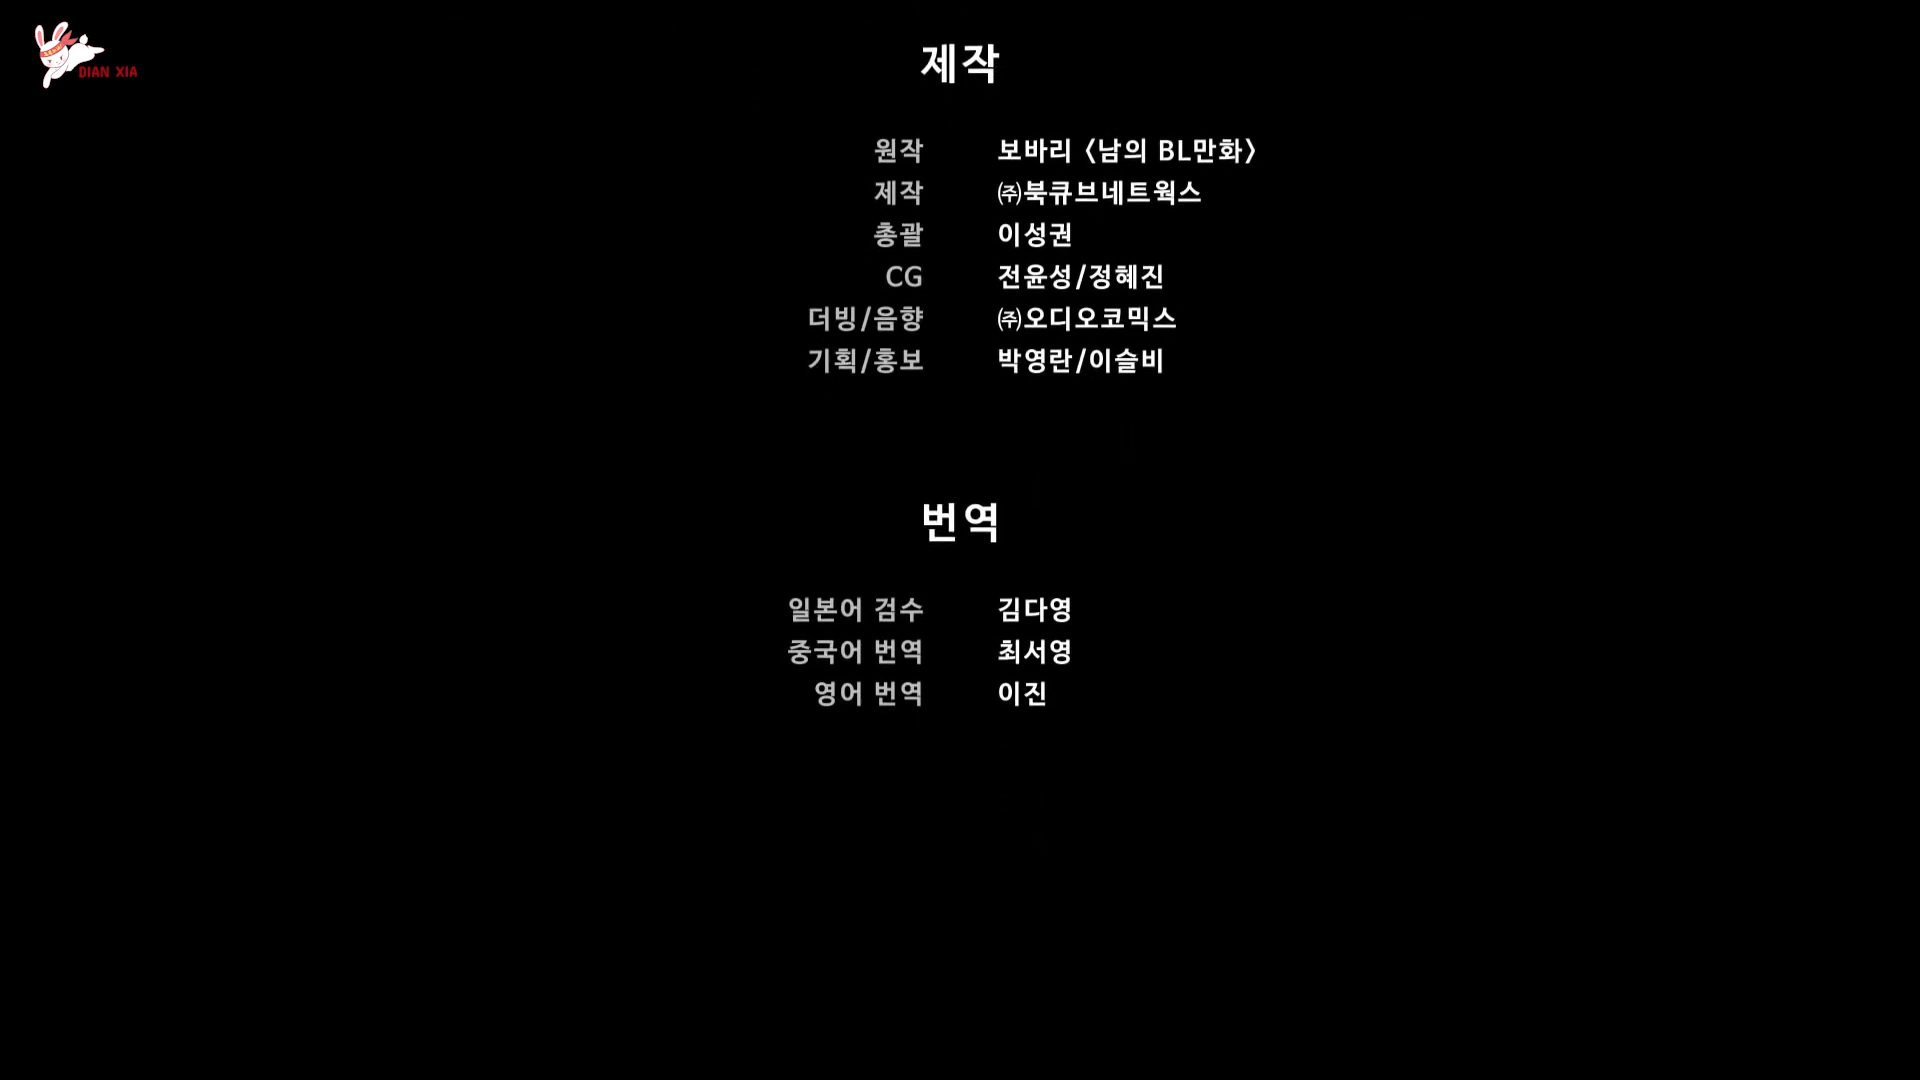 DIAN XIA
제작
원작 보바리 〈남의 BL만화〉
제작 ㈜북큐브네트웍스
총괄 이성권
CG 전윤성/정혜진
더빙/음향 ㈜오디오코믹스
기획/홍보 박영란/이슬비
번역
일본어 검수 김다영
중국어 번역 최서영
영어 번역 이진